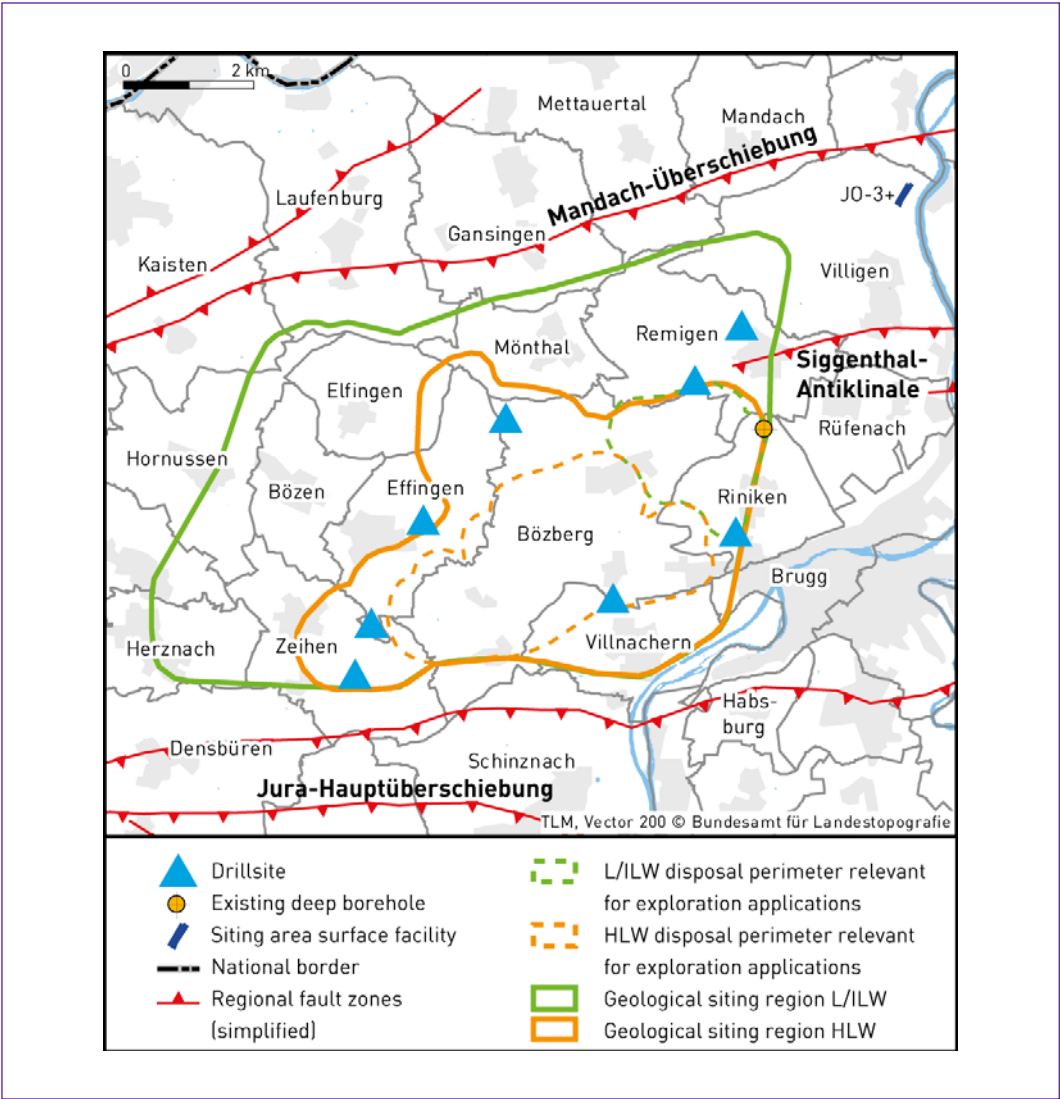 0 2 km
Mettauertal
Mandach
Mandach-Überschiebung
JO-3+
Laufenburg
Gansingen
Kaisten
Villigen
Remigen
Mönthal
Siggenthal-
Antiklinale
Elfingen
Rüfenach
Hornussen
Bözen
Effingen
Riniken
Bözberg
Brugg
Herznach
Zeihen
Villnachern
Habs-
burg
Densbüren
Schinznach
Jura-Hauptüberschiebung
TLM, Vector 200 © Bundesamt für Landestopografie
Drillsite
Existing deep borehole
Siting area surface facility
National border
Regional fault zones
(simplified)
L/ILW disposal perimeter relevant
for exploration applications
HLW disposal perimeter relevant
for exploration applications
Geological siting region L/ILW
Geological siting region HLW